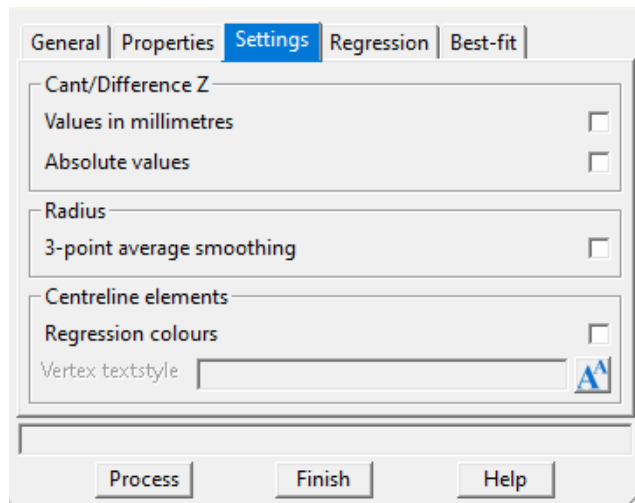 General Properties Settings Regression Best-fit
Cant/Difference Z
Values in millimetres
Absolute values
Radius
3-point average smoothing
Centreline elements
Regression colours
Vertex textstyle AA
Process Finish Help